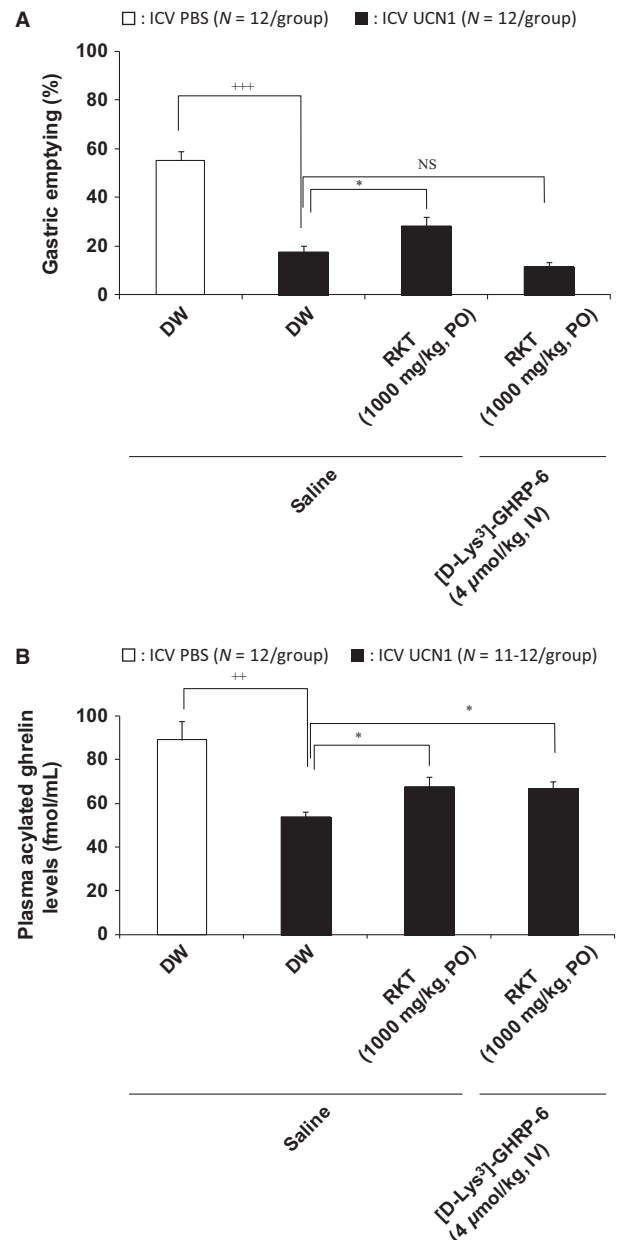 A
□ : ICV PBS (N = 12/group) ■ : ICV UCN1 (N = 12/group)
100
80
60
40
20
0
Gastric emptying (%)
+++
NS
*
DW
DW
RKT
(1000 mg/kg, PO)
RKT
(1000 mg/kg, PO)
Saline
[D-Lys³]-GHRP-6
(4 µmol/kg, IV)
B
□ : ICV PBS (N = 12/group) ■ : ICV UCN1 (N = 11-12/group)
++
100
80
60
40
20
0
Plasma acylated ghrelin
levels (fmol/mL)
*
*
DW
DW
RKT
(1000 mg/kg, PO)
RKT
(1000 mg/kg, PO)
Saline
[D-Lys³]-GHRP-6
(4 µmol/kg, IV)